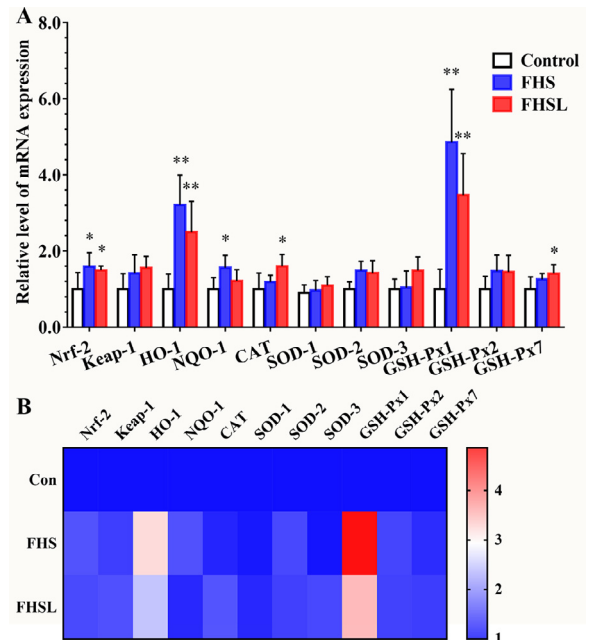 A
8.0
6.0
4.0
2.0
0.0
Relative level of mRNA expression
Control
FHS
FHSL
* * ** ** * * ** ** *
Nrf-2 Keap-1 HO-1 NQO-1 CAT SOD-1 SOD-2 SOD-3 GSH-Px1 GSH-Px2 GSH-Px7
B
Nrf-2 Keap-1 HO-1 NQO-1 CAT SOD-1 SOD-2 SOD-3 GSH-Px1 GSH-Px2 GSH-Px7
Con
FHS
FHSL
4
3
2
1